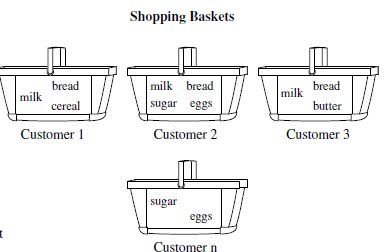 Shopping Baskets
milk bread
cereal
Customer 1
milk bread
sugar eggs
Customer 2
milk bread
butter
Customer 3
sugar
eggs
t
Customer n